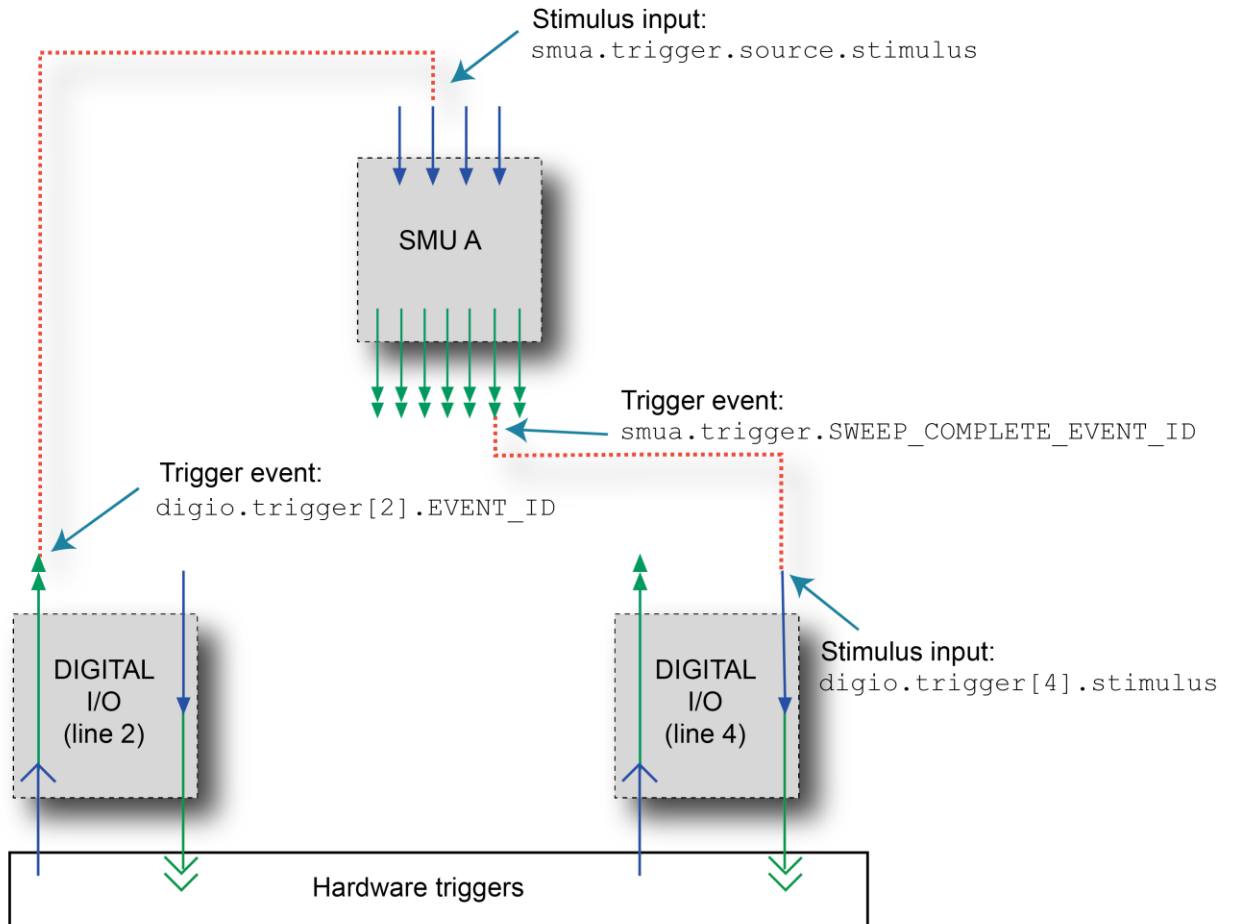 Stimulus input:
smua.trigger.source.stimulus
SMU A
Trigger event:
smua.trigger.SWEEP_COMPLETE_EVENT_ID
Trigger event:
digio.trigger[2].EVENT_ID
DIGITAL
I/O
(line 2)
DIGITAL
I/O
(line 4)
Stimulus input:
digio.trigger[4].stimulus
Hardware triggers